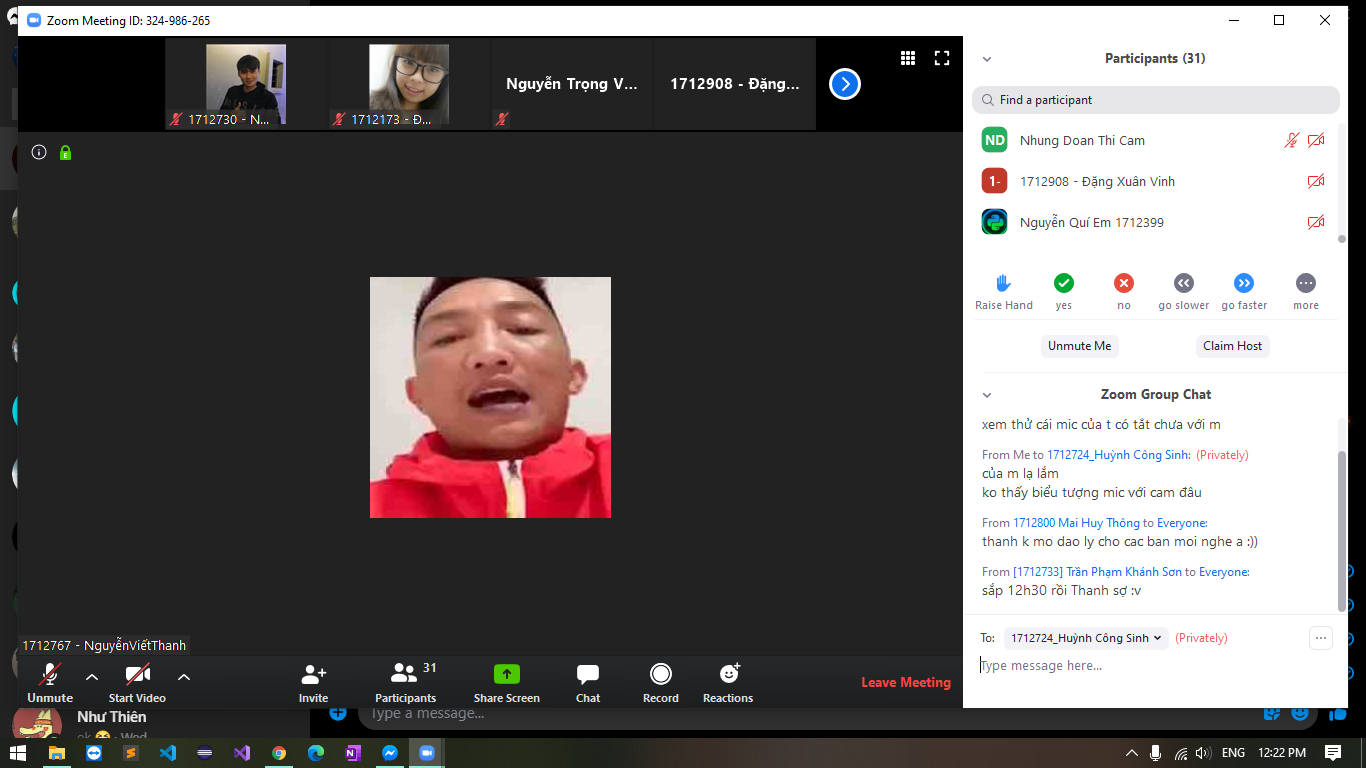 Zoom Meeting ID: 324-986-265
1712730 - N...
1712173 - Đ...
Nguyễn Trọng V...
1712908 - Đặng...
E
1712767 - NguyễnViếtThanh
Unmute
Start Video
Invite
Participants
31
Share Screen
Chat
Record
Reactions
Leave Meeting
Participants (31)
Find a participant
ND
Nhung Doan Thi Cam
1-
1712908 - Đặng Xuân Vinh
Nguyễn Quí Em 1712399
Raise Hand
yes
no
go slower
go faster
more
Unmute Me
Claim Host
Zoom Group Chat
xem thử cái mic của t có tắt chưa với m
From Me to 1712724_Huỳnh Công Sinh: (Privately)
của m lạ lắm
ko thấy biểu tượng mic với cam đâu
From 1712800 Mai Huy Thông to Everyone:
thanh k mo dao ly cho cac ban moi nghe a :))
From [1712733] Trần Phạm Khánh Sơn to Everyone:
sắp 12h30 rồi Thanh sợ :v
To: 1712724_Huỳnh Công Sinh (Privately)
Type message here...
Như Thiên
ok · Wed
Type a message...
ENG
12:22 PM